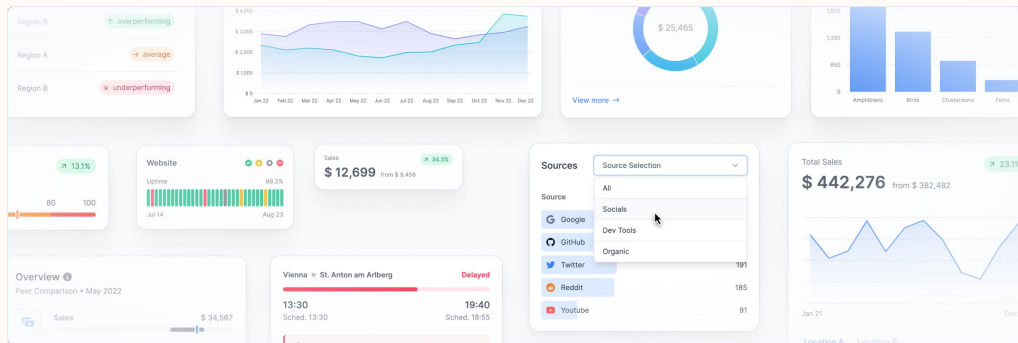 Region B
↗ overperforming
Region A
→ average
Region B
↘ underperforming
$ 4,000
$ 3,000
$ 2,000
$ 1,000
$ 0
Jan 22 Feb 22 Mar 22 Apr 22 May 22 Jun 22 Jul 22 Aug 22 Sep 22 Oct 22 Nov 22 Dec 22
$ 25,465
View more →
1,300
650
0
Amphibians Birds Crustaceans Ferns
↗ 13.1%
80 100
Website
Uptime 98.3%
Jul 14 Aug 23
Sales
↗ 34.3%
$ 12,699 from $ 9,456
Sources
Source Selection
All
Socials
Dev Tools
Organic
Source
Google
GitHub
Twitter 191
Reddit 185
Youtube 91
Total Sales
↗ 23.1%
$ 442,276 from $ 382,482
Jan 21
Overview
Peer Comparison • May 2022
Sales $ 34,567
Vienna » St. Anton am Arlberg Delayed
13:30 19:40
Sched. 13:30 Sched. 18:55
Location A Location B